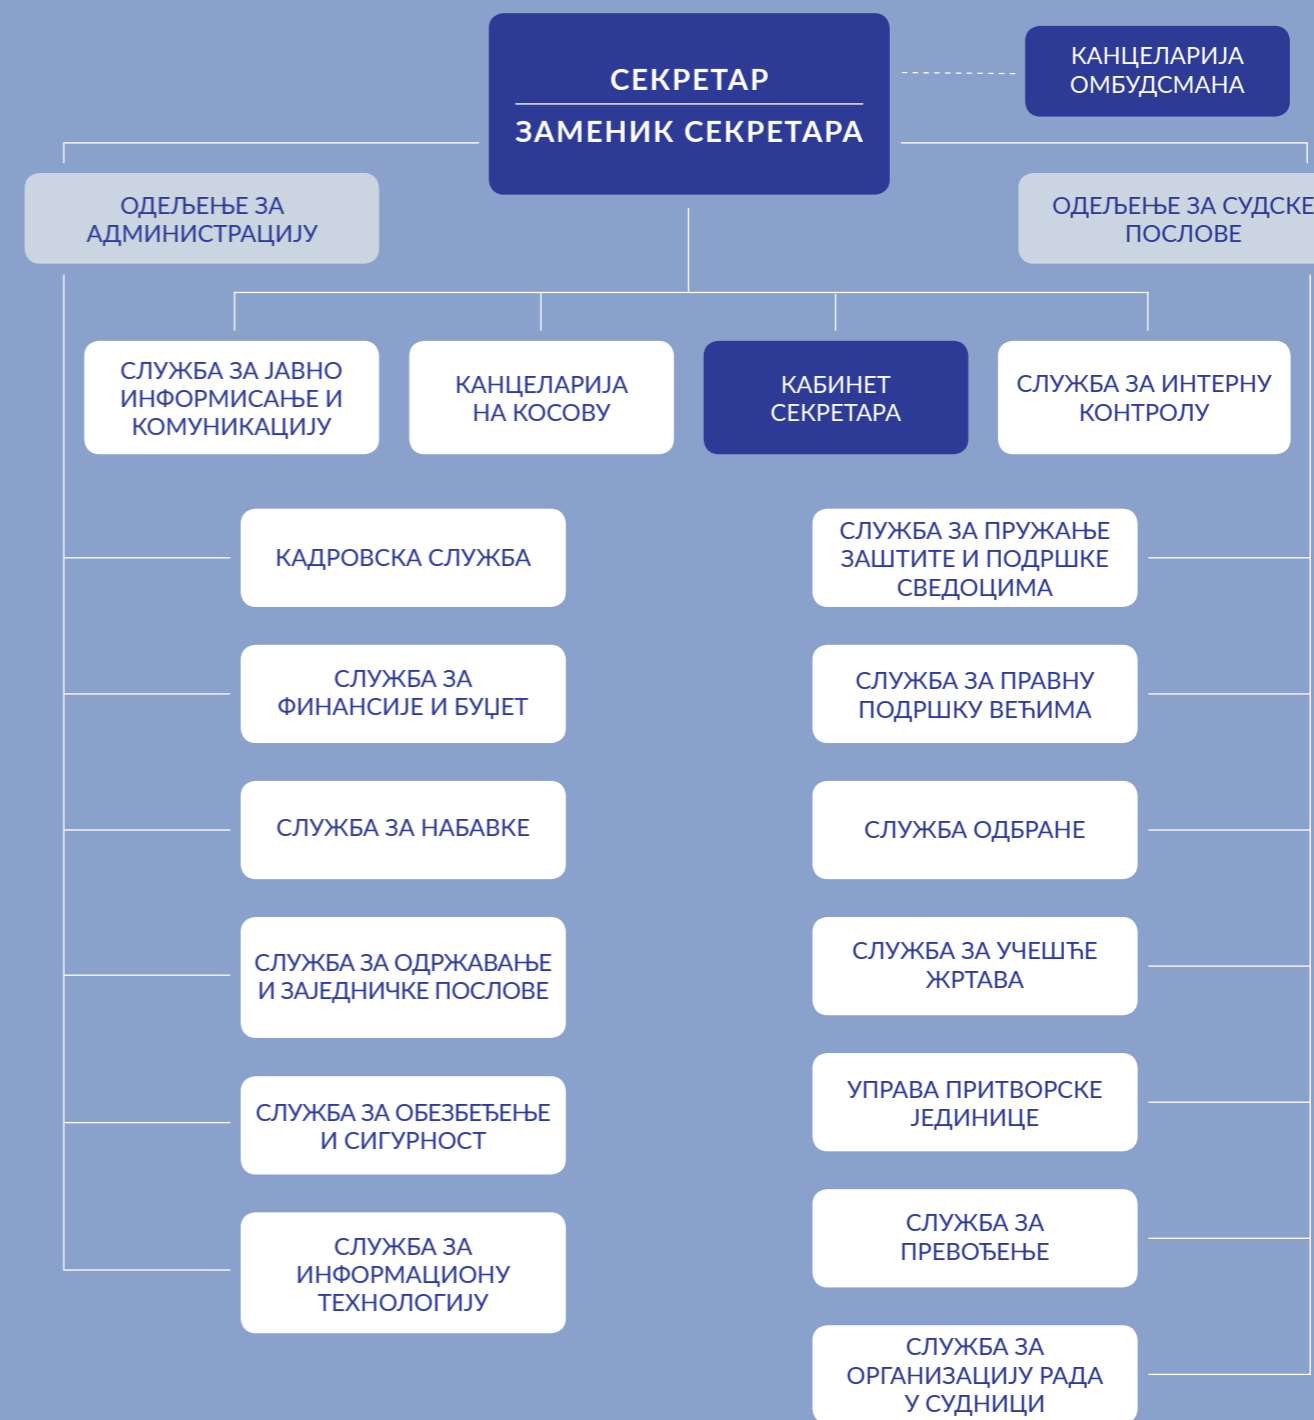 СЕКРЕТАР
ЗАМЕНИК СЕКРЕТАРА
КАНЦЕЛАРИЈА
ОМБУДСМАНА
ОДЕЉЕЊЕ ЗА
АДМИНИСТРАЦИЈУ
ОДЕЉЕЊЕ ЗА СУДСКЕ
ПОСЛОВЕ
СЛУЖБА ЗА ЈАВНО
ИНФОРМИСАЊЕ И
КОМУНИКАЦИЈУ
КАНЦЕЛАРИЈА
НА КОСОВУ
КАБИНЕТ
СЕКРЕТАРА
СЛУЖБА ЗА ИНТЕРНУ
КОНТРОЛУ
КАДРОВСКА СЛУЖБА
СЛУЖБА ЗА
ФИНАНСИЈЕ И БУЏЕТ
СЛУЖБА ЗА НАБАВКЕ
СЛУЖБА ЗА ОДРЖАВАЊЕ
И ЗАЈЕДНИЧКЕ ПОСЛОВЕ
СЛУЖБА ЗА ОБЕЗБЕЂЕЊЕ
И СИГУРНОСТ
СЛУЖБА ЗА
ИНФОРМАЦИОНУ
ТЕХНОЛОГИЈУ
СЛУЖБА ЗА ПРУЖАЊЕ
ЗАШТИТЕ И ПОДРШКЕ
СВЕДОЦИМА
СЛУЖБА ЗА ПРАВНУ
ПОДРШКУ ВЕЋИМА
СЛУЖБА ОДБРАНЕ
СЛУЖБА ЗА УЧЕШЋЕ
ЖРТАВА
УПРАВА ПРИТВОРСКЕ
ЈЕДИНИЦЕ
СЛУЖБА ЗА
ПРЕВОЂЕЊЕ
СЛУЖБА ЗА
ОРГАНИЗАЦИЈУ РАДА
У СУДНИЦИ